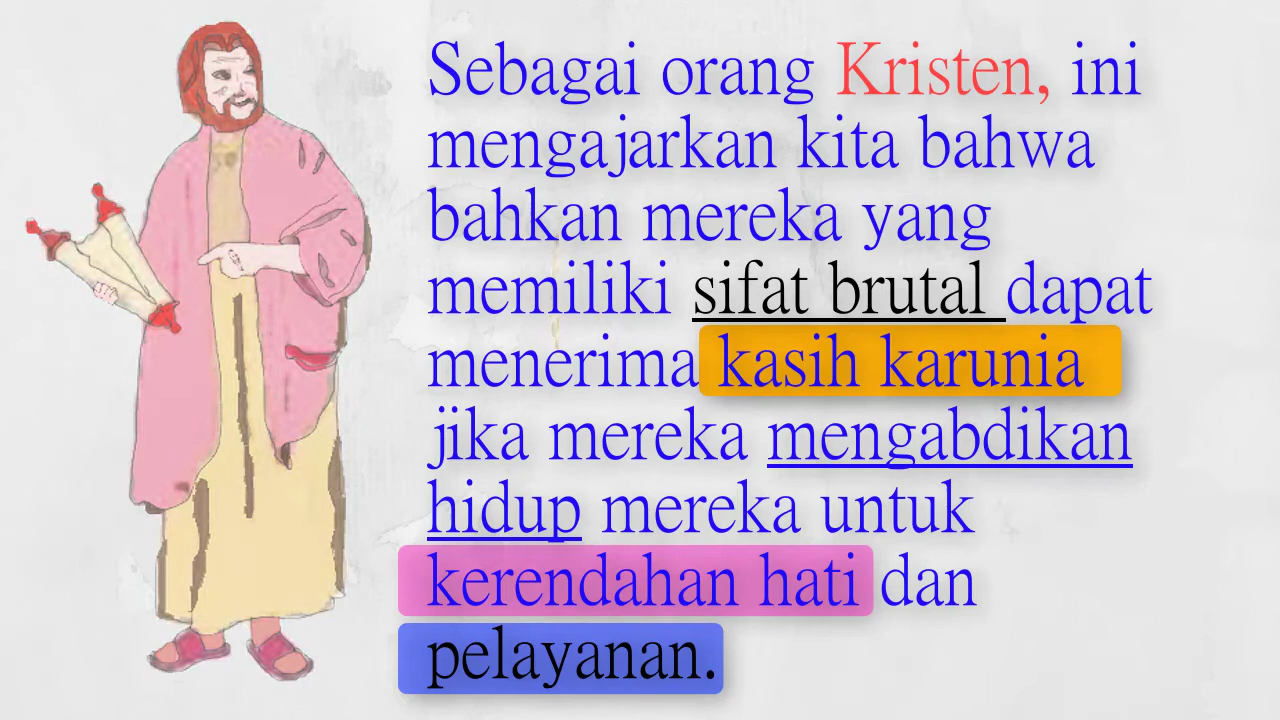 Sebagai orang Kristen, ini
mengajarkan kita bahwa
bahkan mereka yang
memiliki sifat brutal dapat
menerima kasih karunia
jika mereka mengabdikan
hidup mereka untuk
kerendahan hati dan
pelayanan.